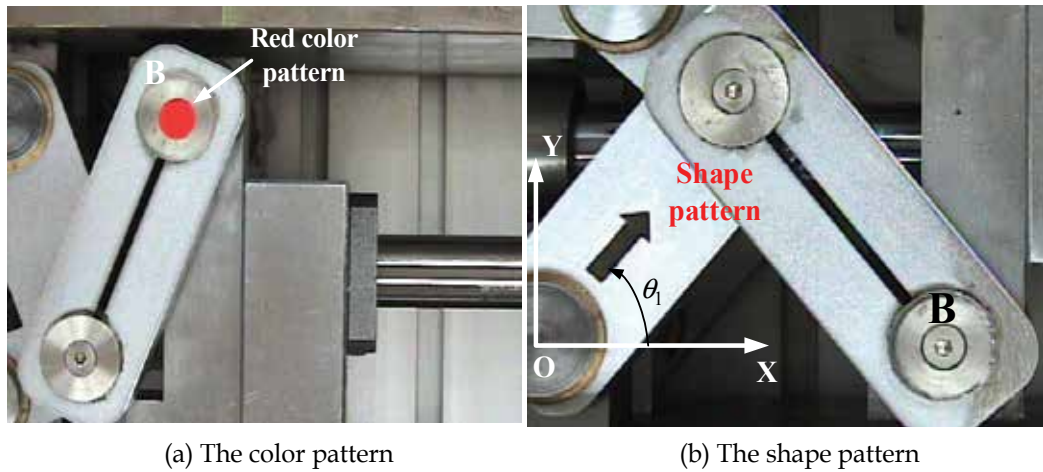 B
Red color
pattern
(a) The color pattern
Y
Shape
pattern
θ₁
B
O
X
(b) The shape pattern